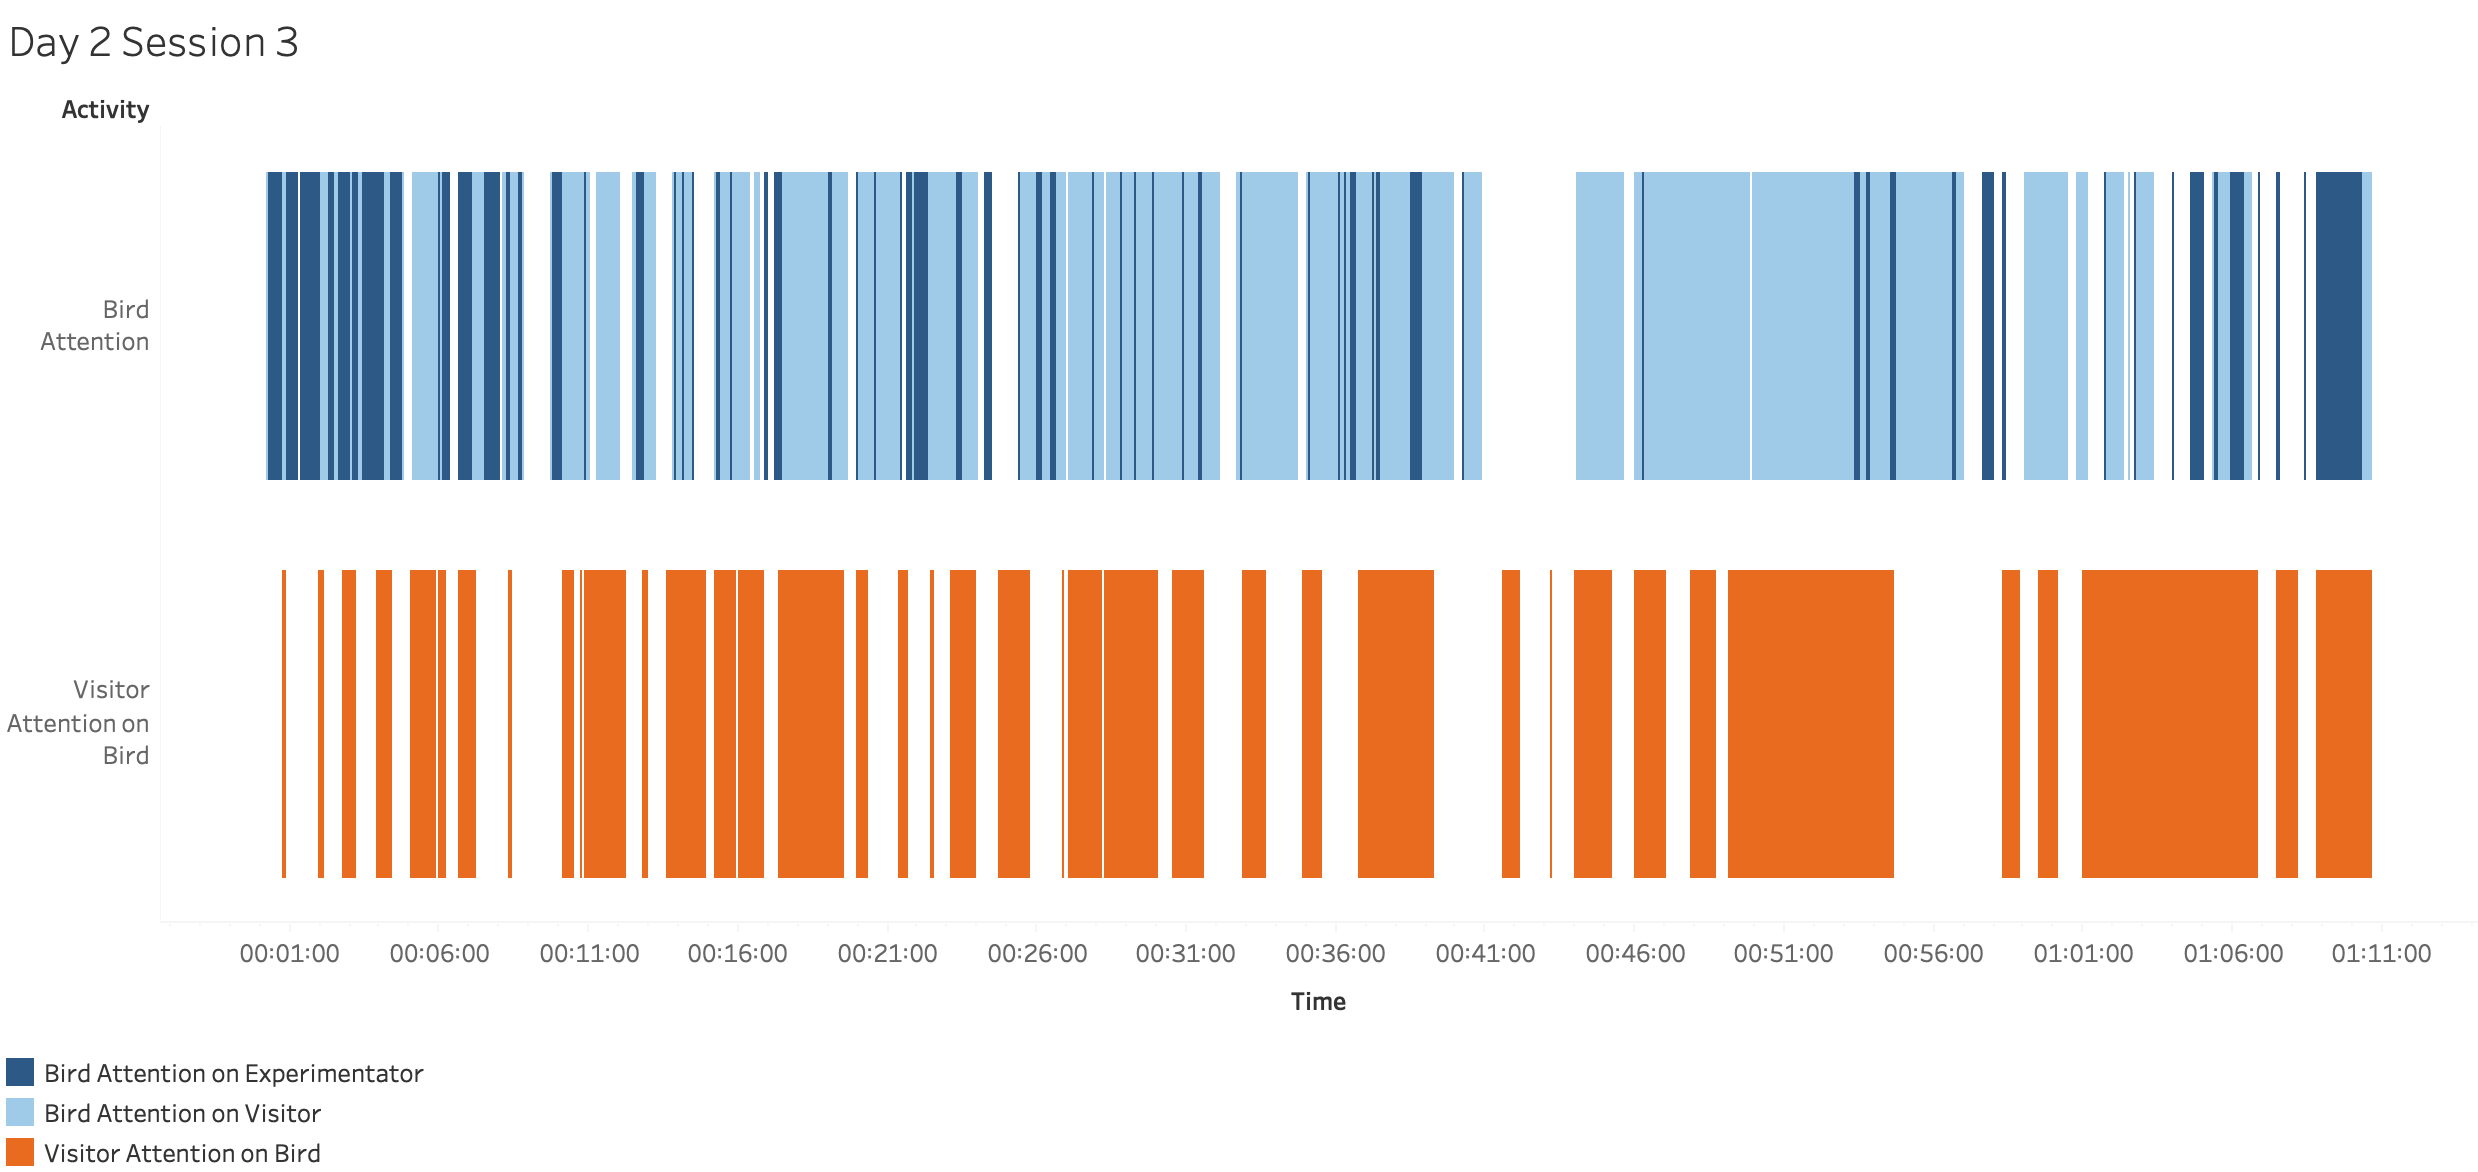 Day 2 Session 3
Activity
Bird
Attention
Visitor
Attention on
Bird
00:01:00 00:06:00 00:11:00 00:16:00 00:21:00 00:26:00 00:31:00 00:36:00 00:41:00 00:46:00 00:51:00 00:56:00 01:01:00 01:06:00 01:11:00
Time
Bird Attention on Experimentator
Bird Attention on Visitor
Visitor Attention on Bird